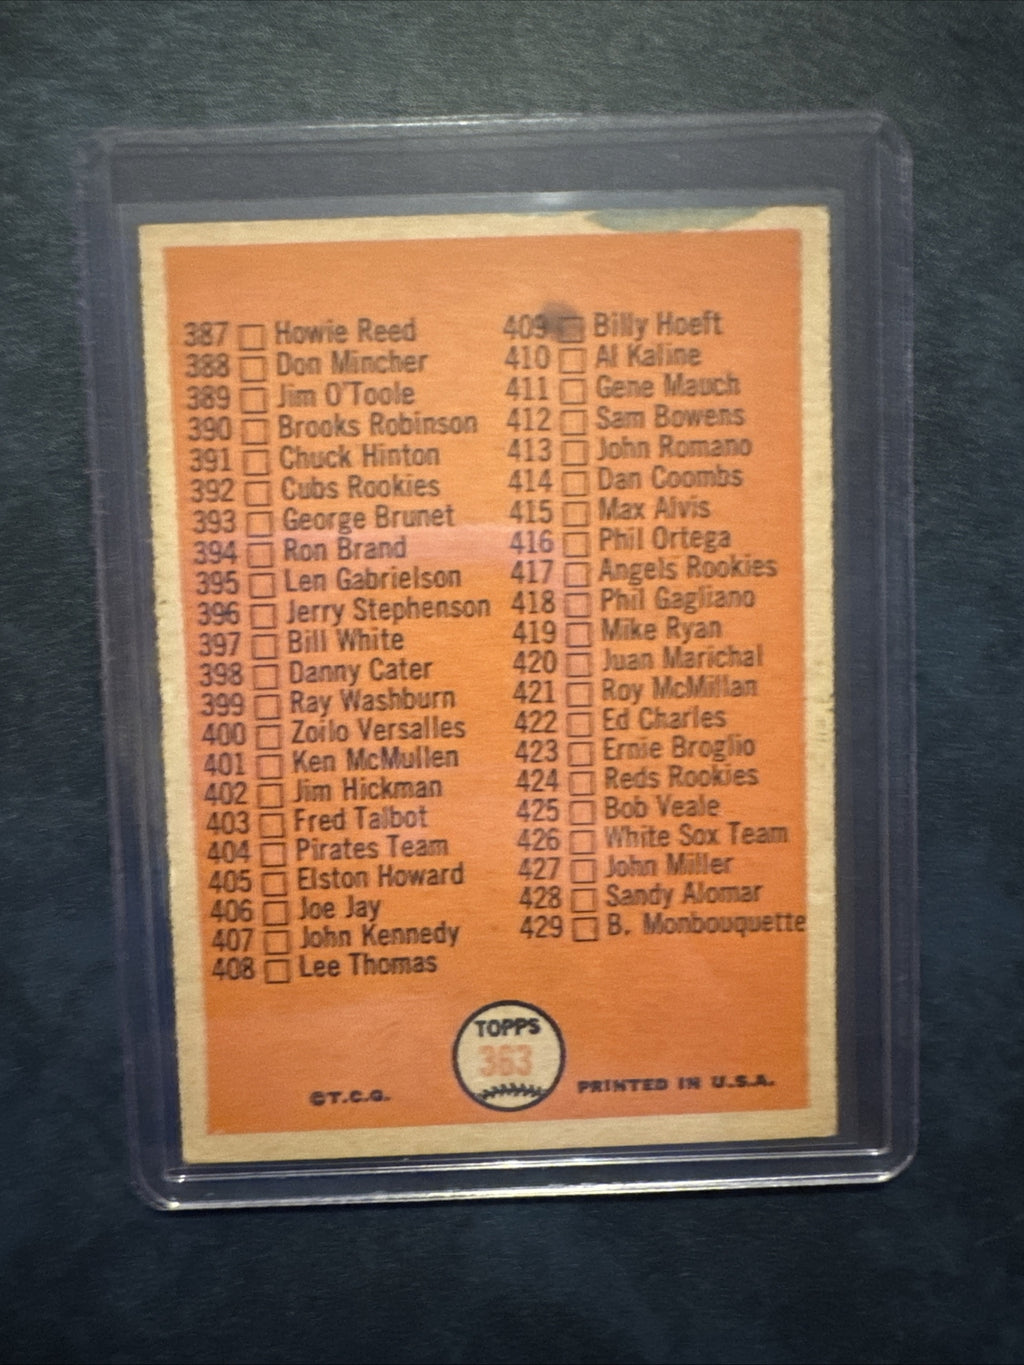 387 Howie Reed
388 Don Mincher
389 Jim O'Toole
390 Brooks Robinson
391 Chuck Hinton
392 Cubs Rookies
393 George Brunet
394 Ron Brand
395 Len Gabrielson
396 Jerry Stephenson
397 Bill White
398 Danny Cater
399 Ray Washburn
400 Zoilo Versalles
401 Ken McMullen
402 Jim Hickman
403 Fred Talbot
404 Pirates Team
405 Elston Howard
406 Joe Jay
407 John Kennedy
408 Lee Thomas
409 Billy Hoeft
410 Al Kaline
411 Gene Mauch
412 Sam Bowens
413 John Romano
414 Dan Coombs
415 Max Alvis
416 Phil Ortega
417 Angels Rookies
418 Phil Gagliano
419 Mike Ryan
420 Juan Marichal
421 Roy McMillan
422 Ed Charles
423 Ernie Broglio
424 Reds Rookies
425 Bob Veale
426 White Sox Team
427 John Miller
428 Sandy Alomar
429 B. Monbouquette
TOPPS
363
©T.C.G.
PRINTED IN U.S.A.